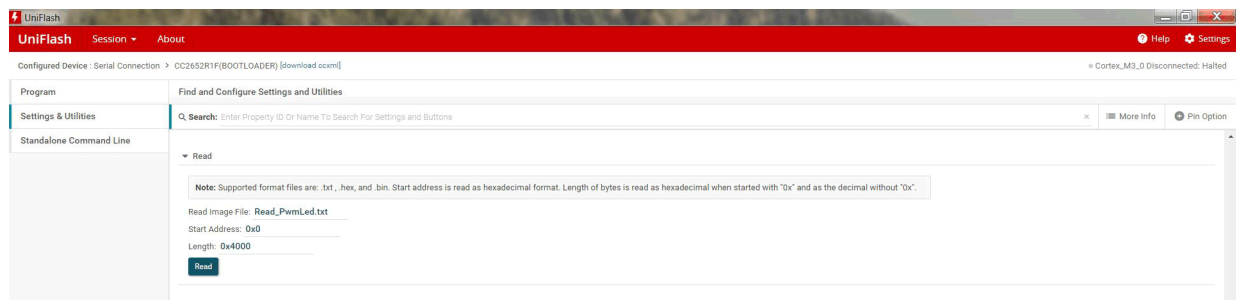 UniFlash
UniFlash Session About Help Settings
Configured Device : Serial Connection > CC2652R1F(BOOTLOADER) [download ccxml] Cortex_M3_0 Disconnected: Halted
Program
Find and Configure Settings and Utilities
Settings & Utilities
Search: Enter Property ID Or Name To Search For Settings and Buttons × More Info Pin Option
Standalone Command Line
Read
Note: Supported format files are: .txt , .hex, and .bin. Start address is read as hexadecimal format. Length of bytes is read as hexadecimal when started with "0x" and as the decimal without "0x".
Read Image File: Read_PwmLed.txt
Start Address: 0x0
Length: 0x4000
Read